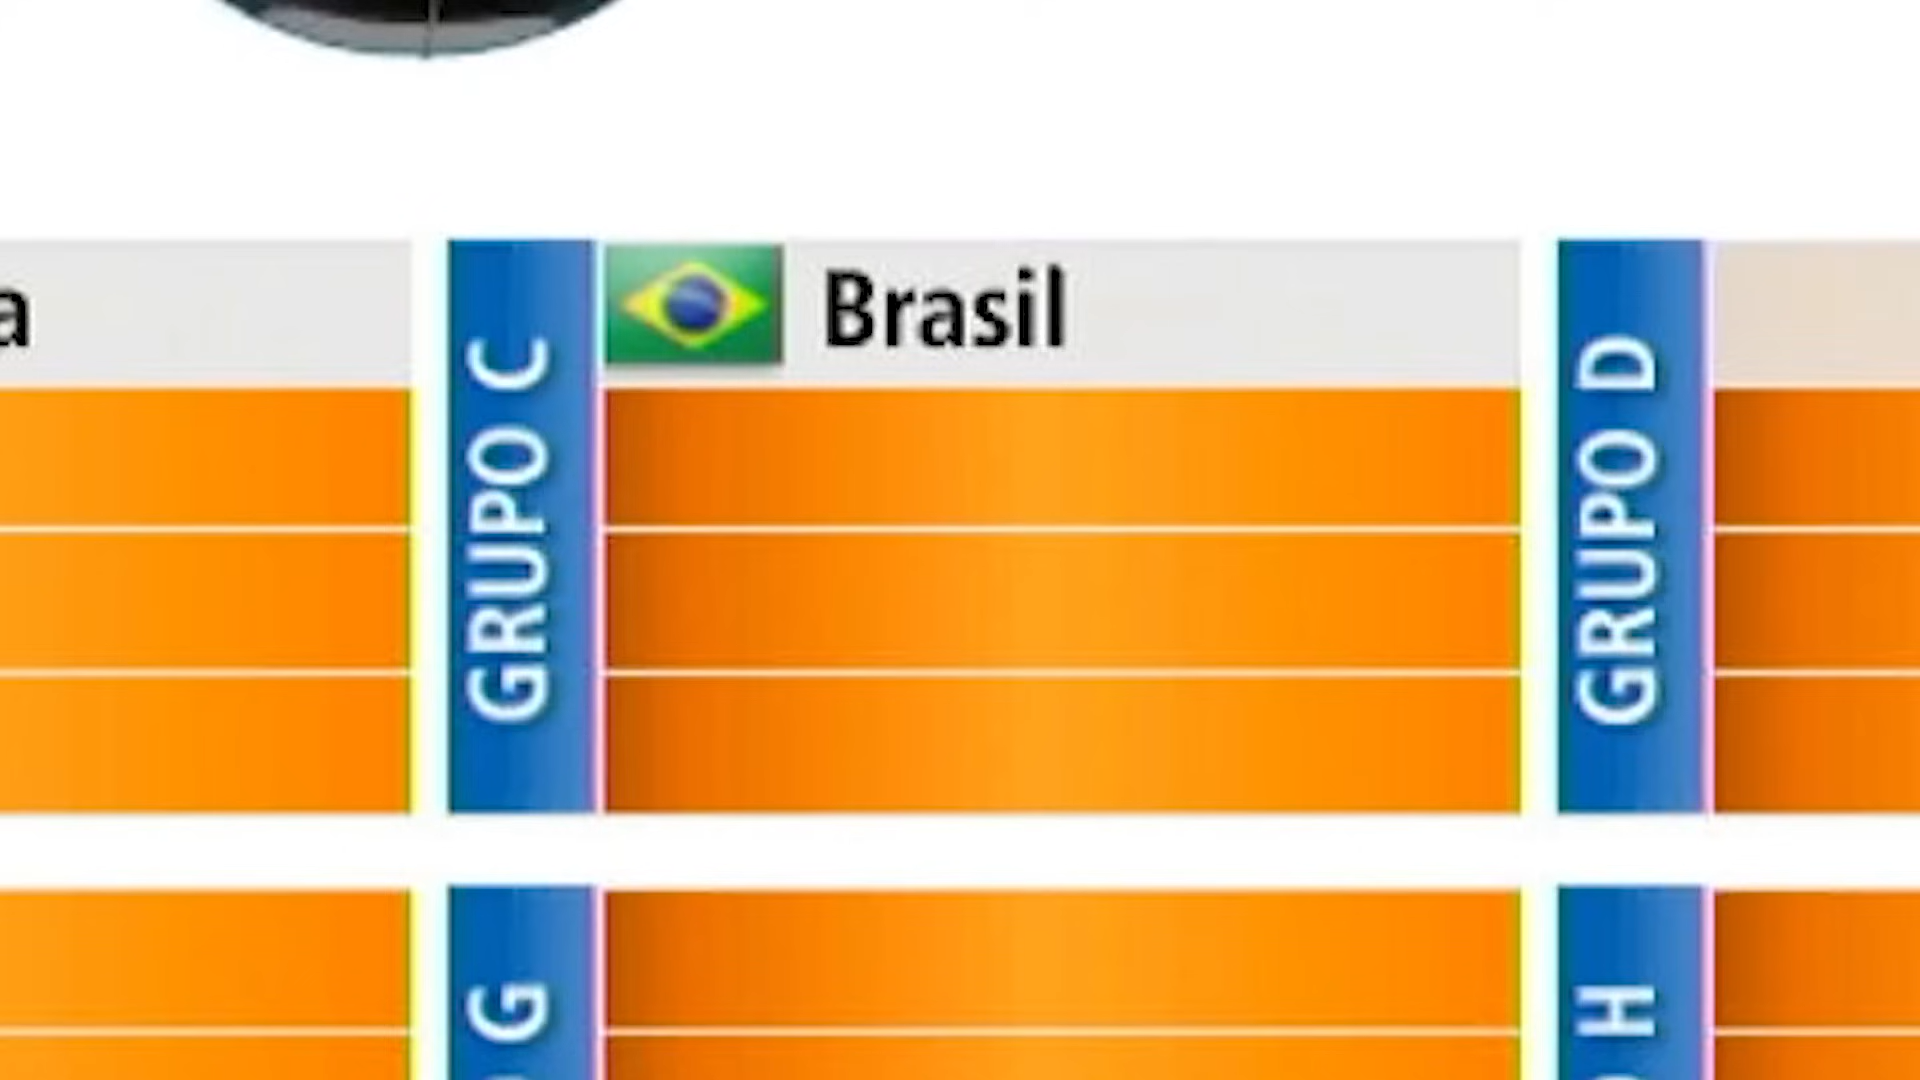 a
GRUPO C
Brasil
GRUPO D
G
H